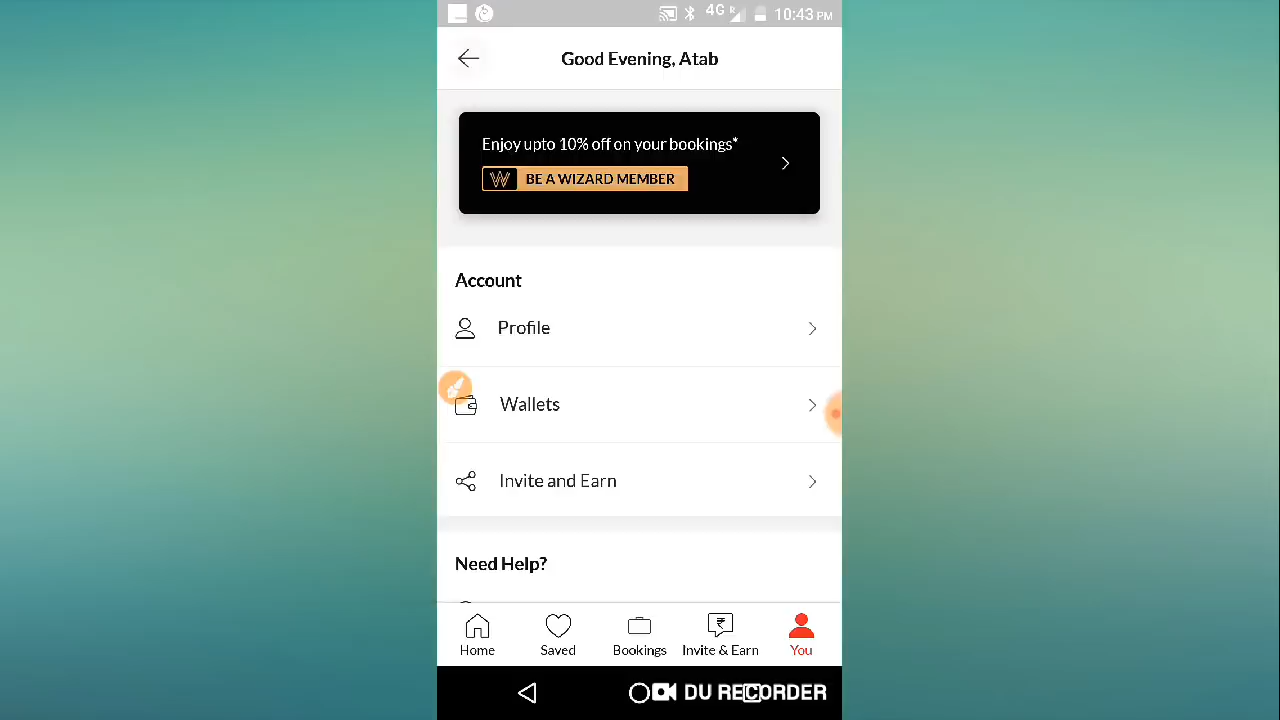 4G R 10:43 PM
Good Evening, Atab
Enjoy upto 10% off on your bookings*
W BE A WIZARD MEMBER
Account
Profile
Wallets
Invite and Earn
Need Help?
Home Saved Bookings Invite & Earn You
DU RECORDER